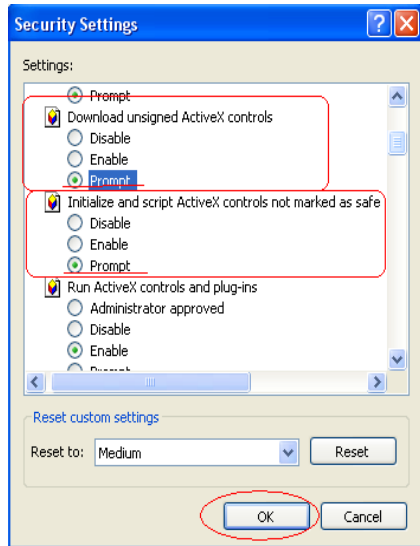 Security Settings
Settings:
Prompt
Download unsigned ActiveX controls
Disable
Enable
Prompt
Initialize and script ActiveX controls not marked as safe
Disable
Enable
Prompt
Run ActiveX controls and plug-ins
Administrator approved
Disable
Enable
Prompt
Reset custom settings
Reset to: Medium Reset
OK Cancel